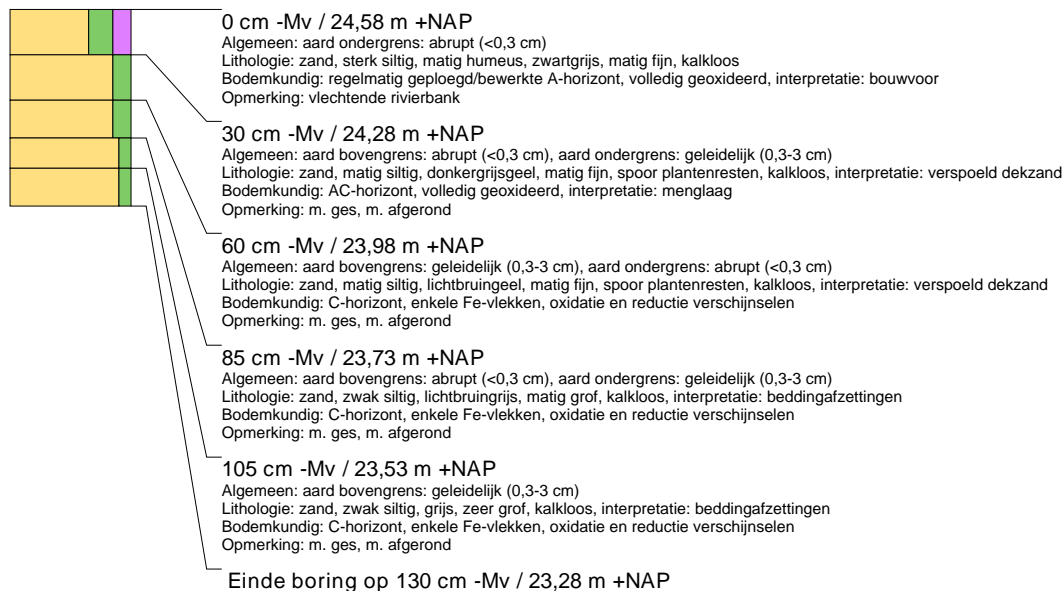 0 cm -Mv / 24,58 m +NAP
Algemeen: aard ondergrens: abrupt (<0,3 cm)
Lithologie: zand, sterk siltig, matig humeus, zwartgrijs, matig fijn, kalkloos
Bodemkundig: regelmatig geploegd/bewerkte A-horizont, volledig geoxideerd, interpretatie: bouwvoor
Opmerking: vlechtende rivierbank
30 cm -Mv / 24,28 m +NAP
Algemeen: aard bovengrens: abrupt (<0,3 cm), aard ondergrens: geleidelijk (0,3-3 cm)
Lithologie: zand, matig siltig, donkergrijsgeel, matig fijn, spoor plantenresten, kalkloos, interpretatie: verspoeld dekzand
Bodemkundig: AC-horizont, volledig geoxideerd, interpretatie: menglaag
Opmerking: m. ges, m. afgerond
60 cm -Mv / 23,98 m +NAP
Algemeen: aard bovengrens: geleidelijk (0,3-3 cm), aard ondergrens: abrupt (<0,3 cm)
Lithologie: zand, matig siltig, lichtbruingeel, matig fijn, spoor plantenresten, kalkloos, interpretatie: verspoeld dekzand
Bodemkundig: C-horizont, enkele Fe-vlekken, oxidatie en reductie verschijnselen
Opmerking: m. ges, m. afgerond
85 cm -Mv / 23,73 m +NAP
Algemeen: aard bovengrens: abrupt (<0,3 cm), aard ondergrens: geleidelijk (0,3-3 cm)
Lithologie: zand, zwak siltig, lichtbruingrijs, matig grof, kalkloos, interpretatie: beddingafzettingen
Bodemkundig: C-horizont, enkele Fe-vlekken, oxidatie en reductie verschijnselen
Opmerking: m. ges, m. afgerond
105 cm -Mv / 23,53 m +NAP
Algemeen: aard bovengrens: geleidelijk (0,3-3 cm)
Lithologie: zand, zwak siltig, grijs, zeer grof, kalkloos, interpretatie: beddingafzettingen
Bodemkundig: C-horizont, enkele Fe-vlekken, oxidatie en reductie verschijnselen
Opmerking: m. ges, m. afgerond
Einde boring op 130 cm -Mv / 23,28 m +NAP